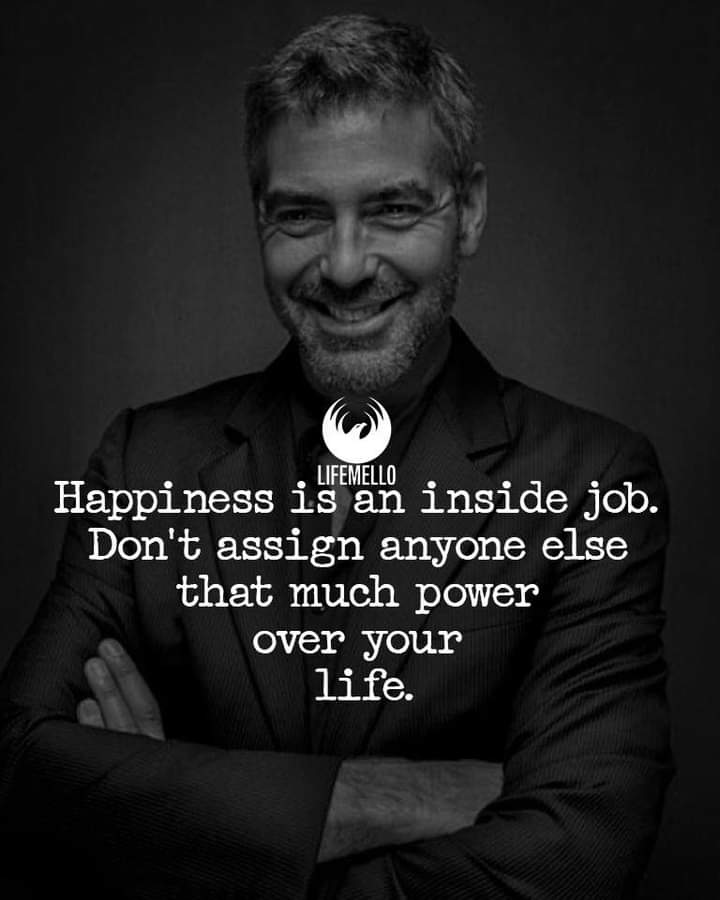 LIFEMELLO
Happiness is an inside job.
Don't assign anyone else
that much power
over your
life.